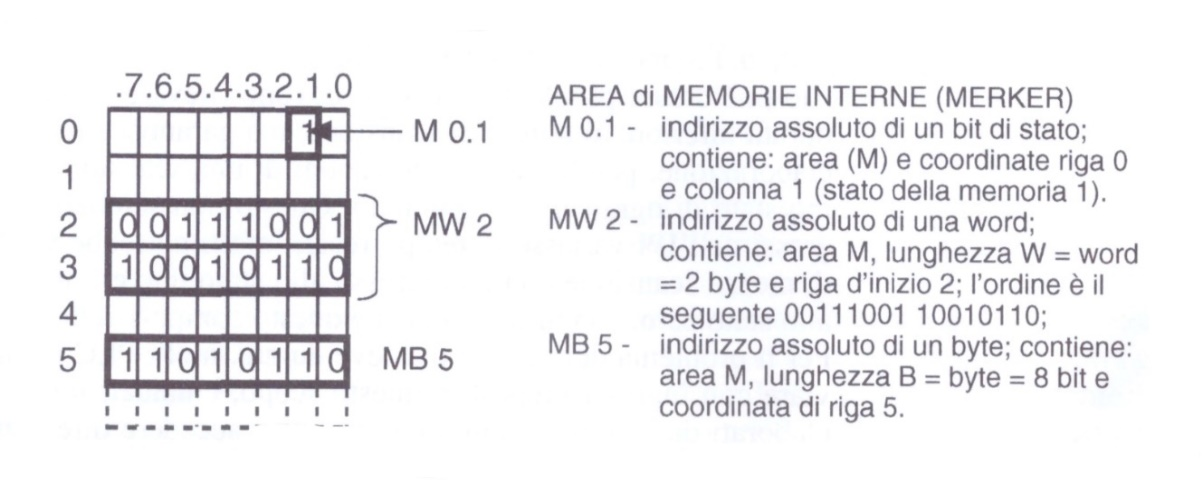 .7.6.5.4.3.2.1.0
0 1 M 0.1
1
2 0 0 1 1 1 0 0 1 MW 2
3 1 0 0 1 0 1 1 0
4
5 1 1 0 1 0 1 1 0 MB 5
AREA di MEMORIE INTERNE (MERKER)
M 0.1 - indirizzo assoluto di un bit di stato;
contiene: area (M) e coordinate riga 0
e colonna 1 (stato della memoria 1).
MW 2 - indirizzo assoluto di una word;
contiene: area M, lunghezza W = word
= 2 byte e riga d'inizio 2; l'ordine è il
seguente 00111001 10010110;
MB 5 - indirizzo assoluto di un byte; contiene:
area M, lunghezza B = byte = 8 bit e
coordinata di riga 5.